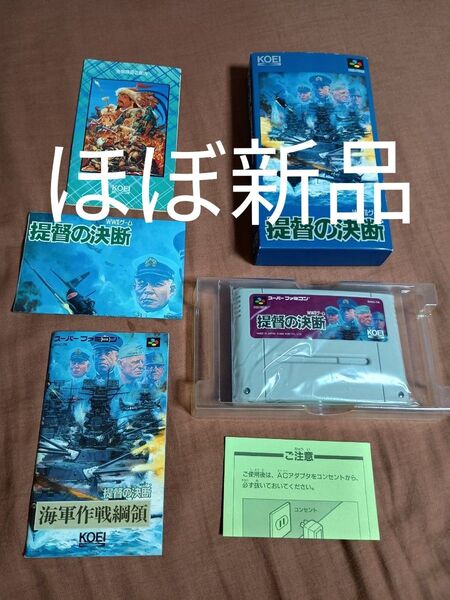 KOEI
ほぼ新品
KOEI
WWIIゲーム
提督の決断
提督の決断
スーパーファミコン
WWIIゲーム
提督の決断
KOEI
スーパーファミコン
提督の決断
海軍作戦綱領
KOEI
ご注意
ご使用後は、ACアダプタをコンセントから、
必ず抜いておいてください。
コンセント